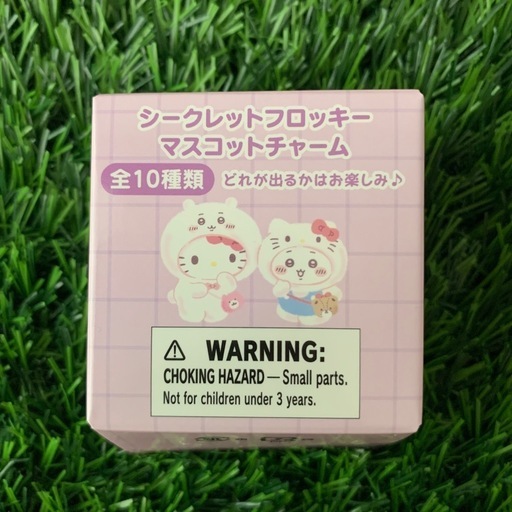 シークレットフロッキー
マスコットチャーム
全10種類 どれが出るかはお楽しみ♪
⚠ WARNING:
CHOKING HAZARD — Small parts.
Not for children under 3 years.